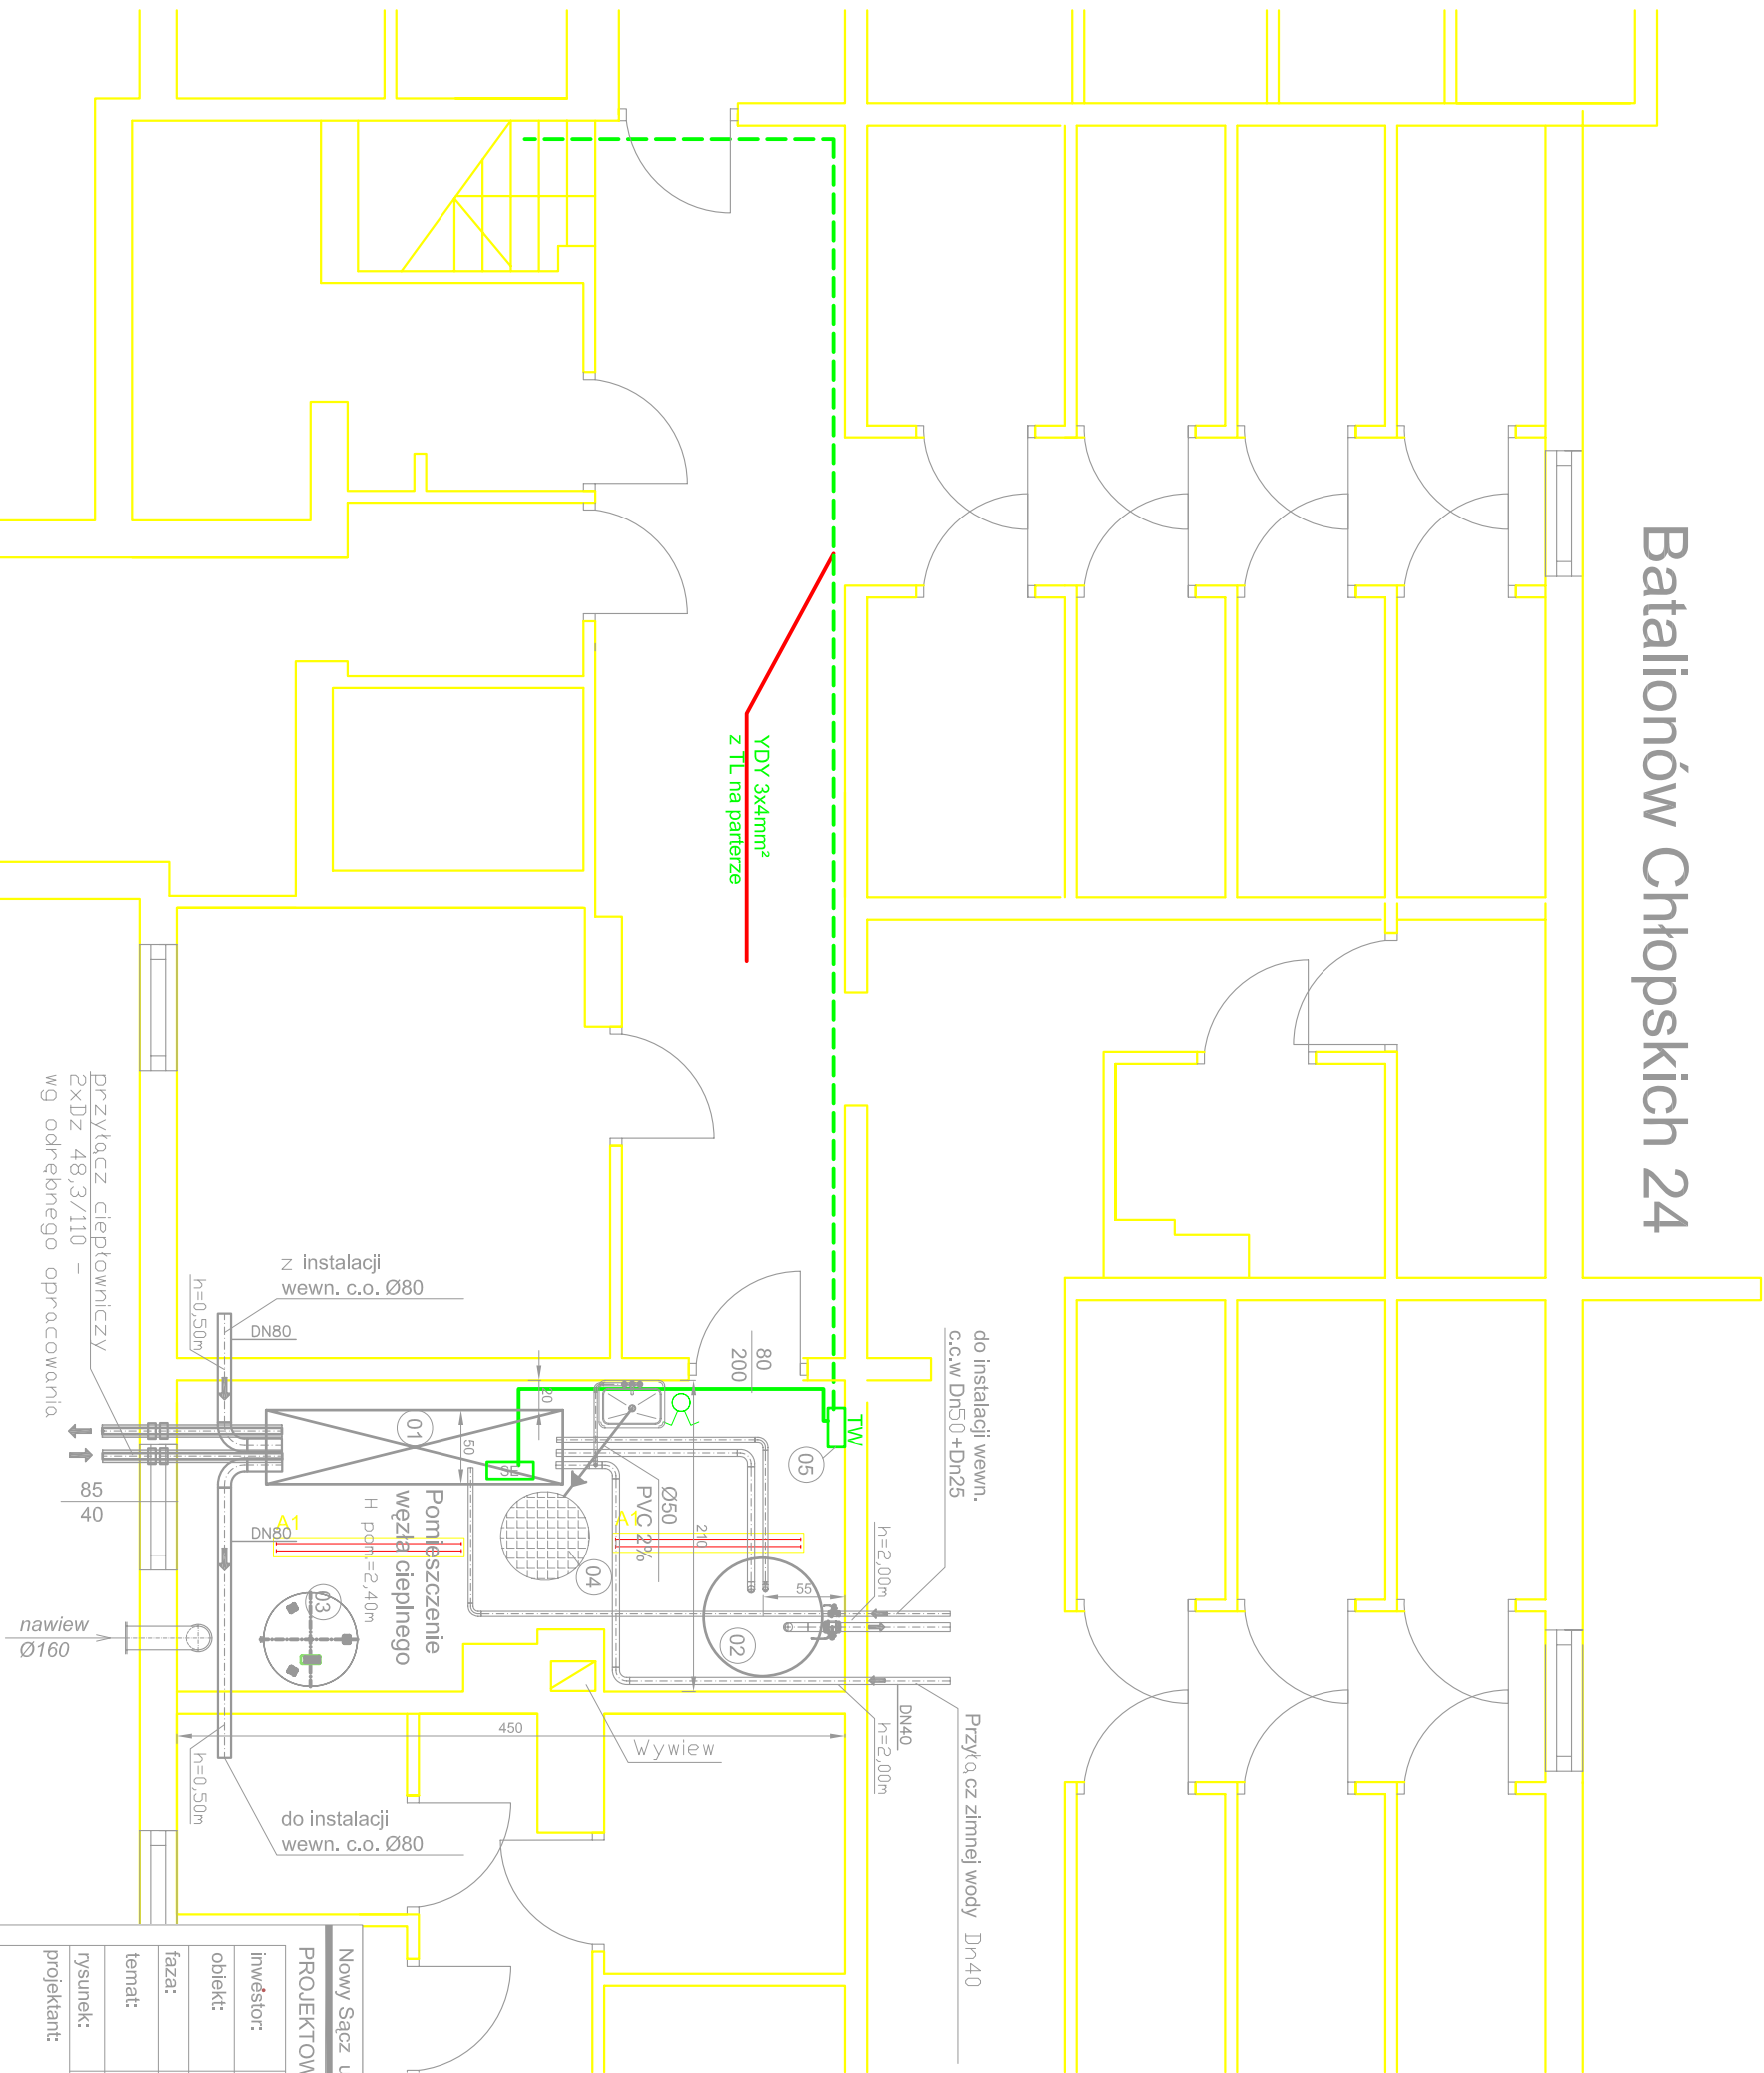 Batalionów Chłopskich 24
YDY 3x4mm²
z TL na parterze
do instalacji wewn.
c.c.w Dn50+Dn25
h=2,00m
Przyłącz zimnej wody Dn40
DN40
h=2,00m
80
200
TW
05
20
50
01
SE
Ø50
PVC 2%
210
A1
55
04
02
03
Pomieszczenie
węzła cieplnego
H pom.=2,40m
A1
z instalacji
wewn. c.o. Ø80
DN80
h=0,50m
przyłącz ciepłowniczy
2xDz 48,3/110 -
wg odrębnego opracowania
85
40
DN80
nawiew
Ø160
450
Wywiew
h=0,50m
do instalacji
wewn. c.o. Ø80
Nowy Sącz
PROJEKTOW
inwestor:
obiekt:
faza:
temat:
rysunek:
projektant: